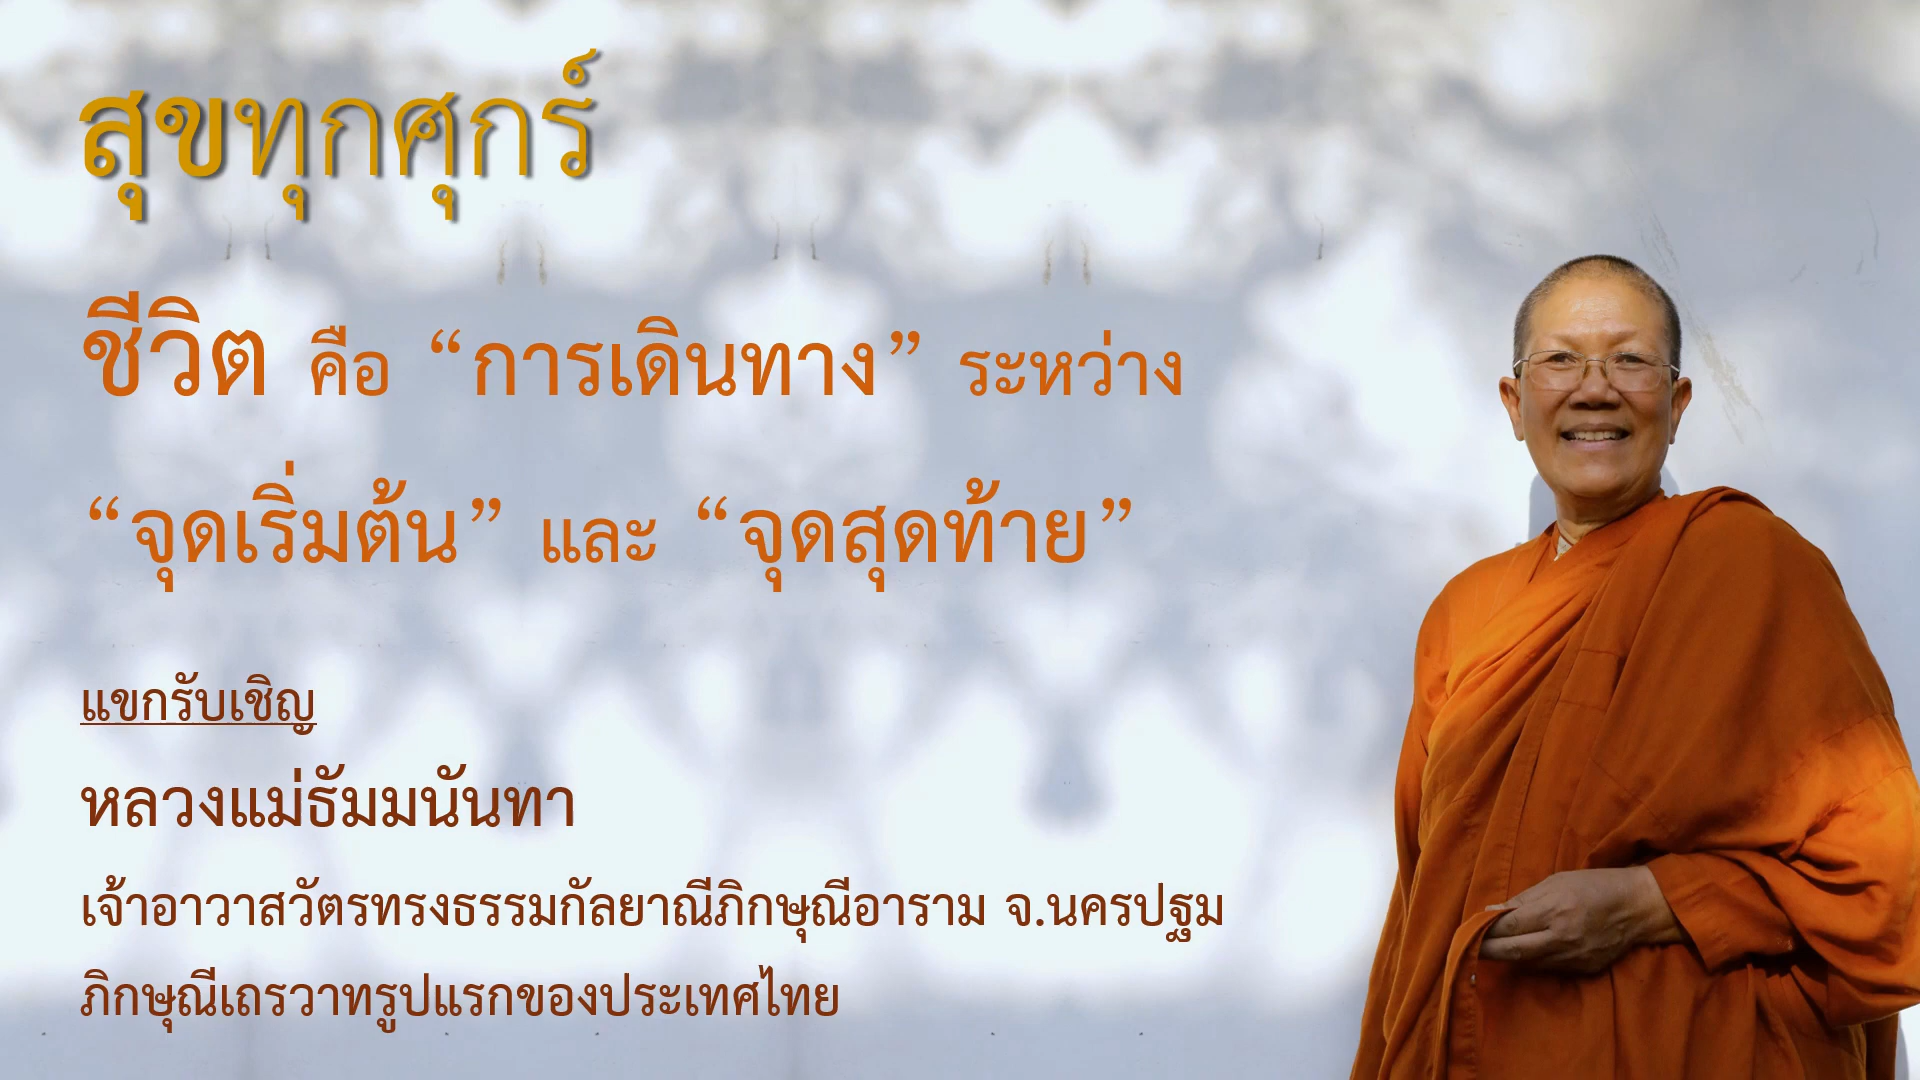 สุขทุกศุกร์
ชีวิต คือ “การเดินทาง” ระหว่าง
“จุดเริ่มต้น” และ “จุดสุดท้าย”
แขกรับเชิญ
หลวงแม่ธัมมนันทา
เจ้าอาวาสวัตรทรงธรรมกัลยาณีภิกษุณีอาราม จ.นครปฐม
ภิกษุณีเถรวาทรูปแรกของประเทศไทย